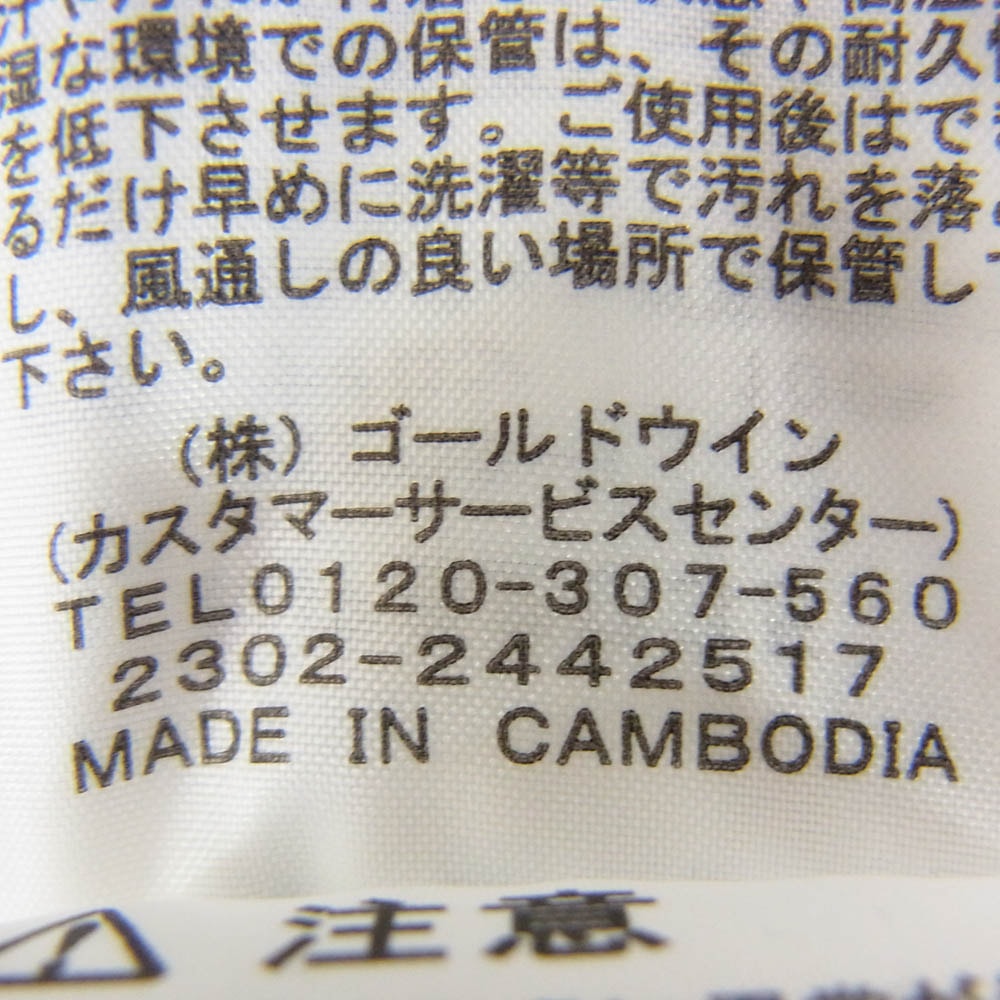 湿な環境での保管は、その耐久
を低下させます。ご使用後はで
るだけ早めに洗濯等で汚れを落
し、風通しの良い場所で保管し
下さい。
(株)ゴールドウイン
(カスタマーサービスセンター)
TEL0120-307-560
2302-2442517
MADE IN CAMBODIA
注意